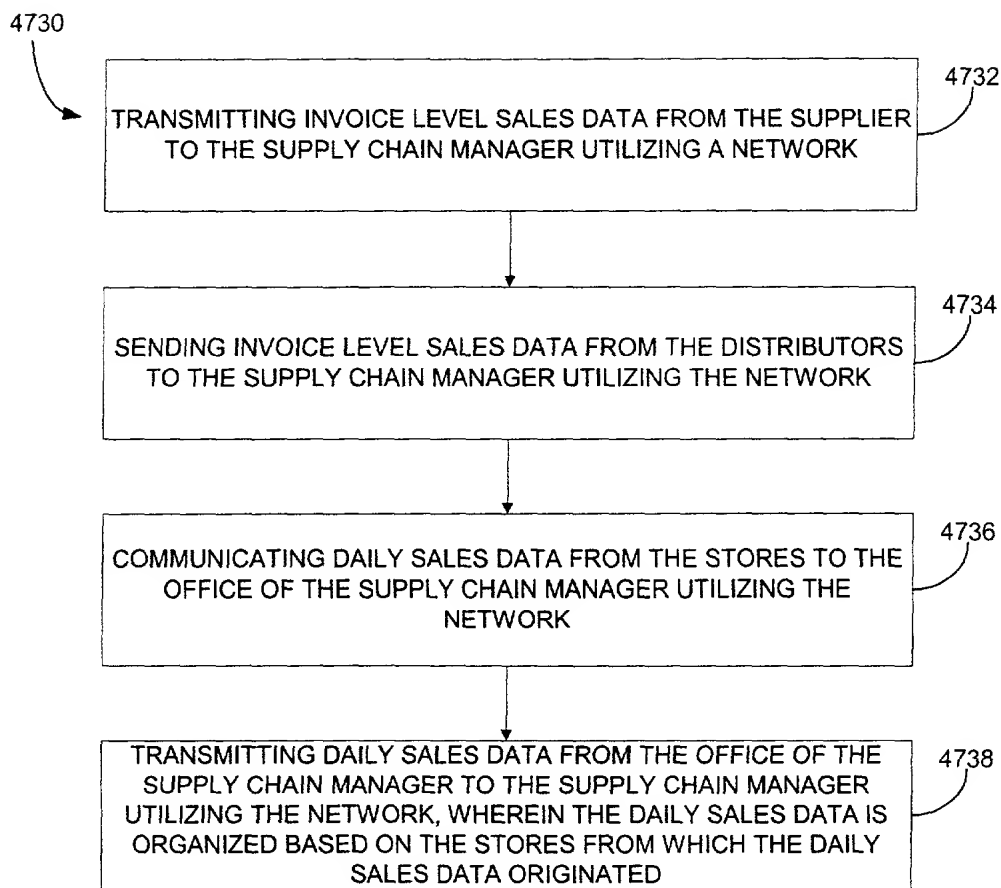 4730
4732
TRANSMITTING INVOICE LEVEL SALES DATA FROM THE SUPPLIER
TO THE SUPPLY CHAIN MANAGER UTILIZING A NETWORK
4734
SENDING INVOICE LEVEL SALES DATA FROM THE DISTRIBUTORS
TO THE SUPPLY CHAIN MANAGER UTILIZING THE NETWORK
4736
COMMUNICATING DAILY SALES DATA FROM THE STORES TO THE
OFFICE OF THE SUPPLY CHAIN MANAGER UTILIZING THE
NETWORK
4738
TRANSMITTING DAILY SALES DATA FROM THE OFFICE OF THE
SUPPLY CHAIN MANAGER TO THE SUPPLY CHAIN MANAGER
UTILIZING THE NETWORK, WHEREIN THE DAILY SALES DATA IS
ORGANIZED BASED ON THE STORES FROM WHICH THE DAILY
SALES DATA ORIGINATED